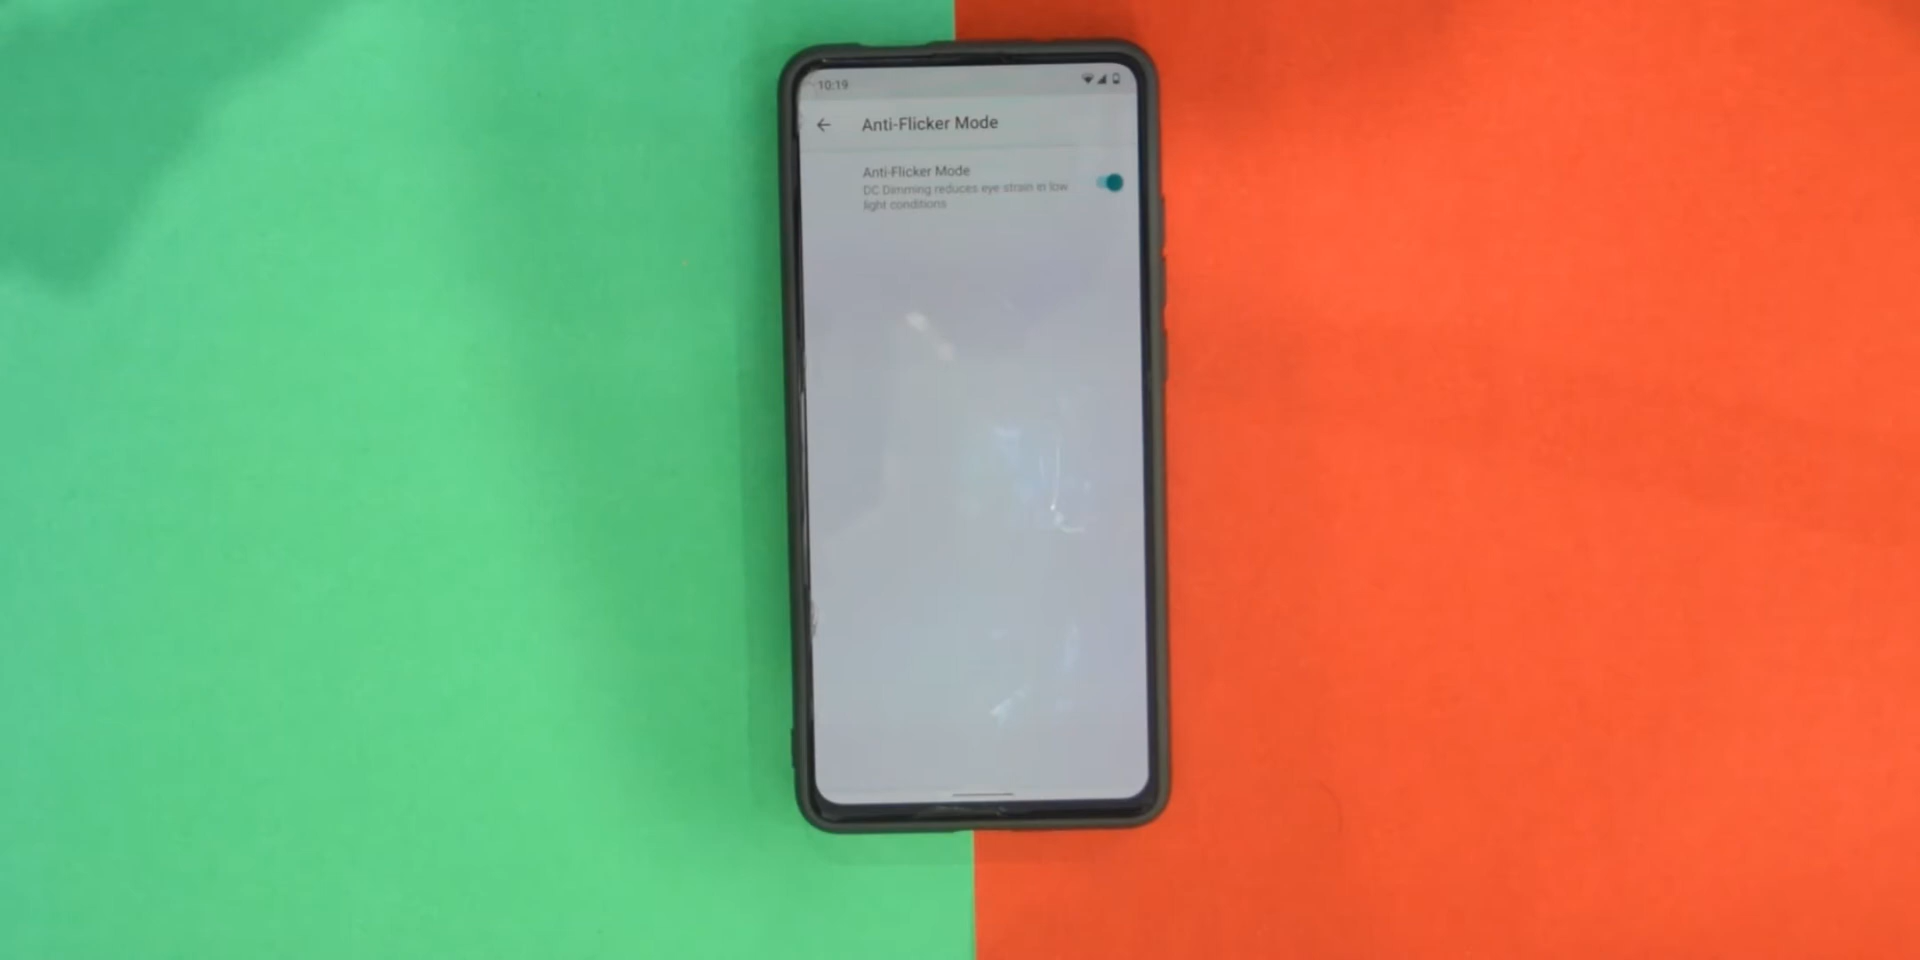 10:19
Anti-Flicker Mode
Anti-Flicker Mode
DC Dimming reduces eye strain in low
light conditions